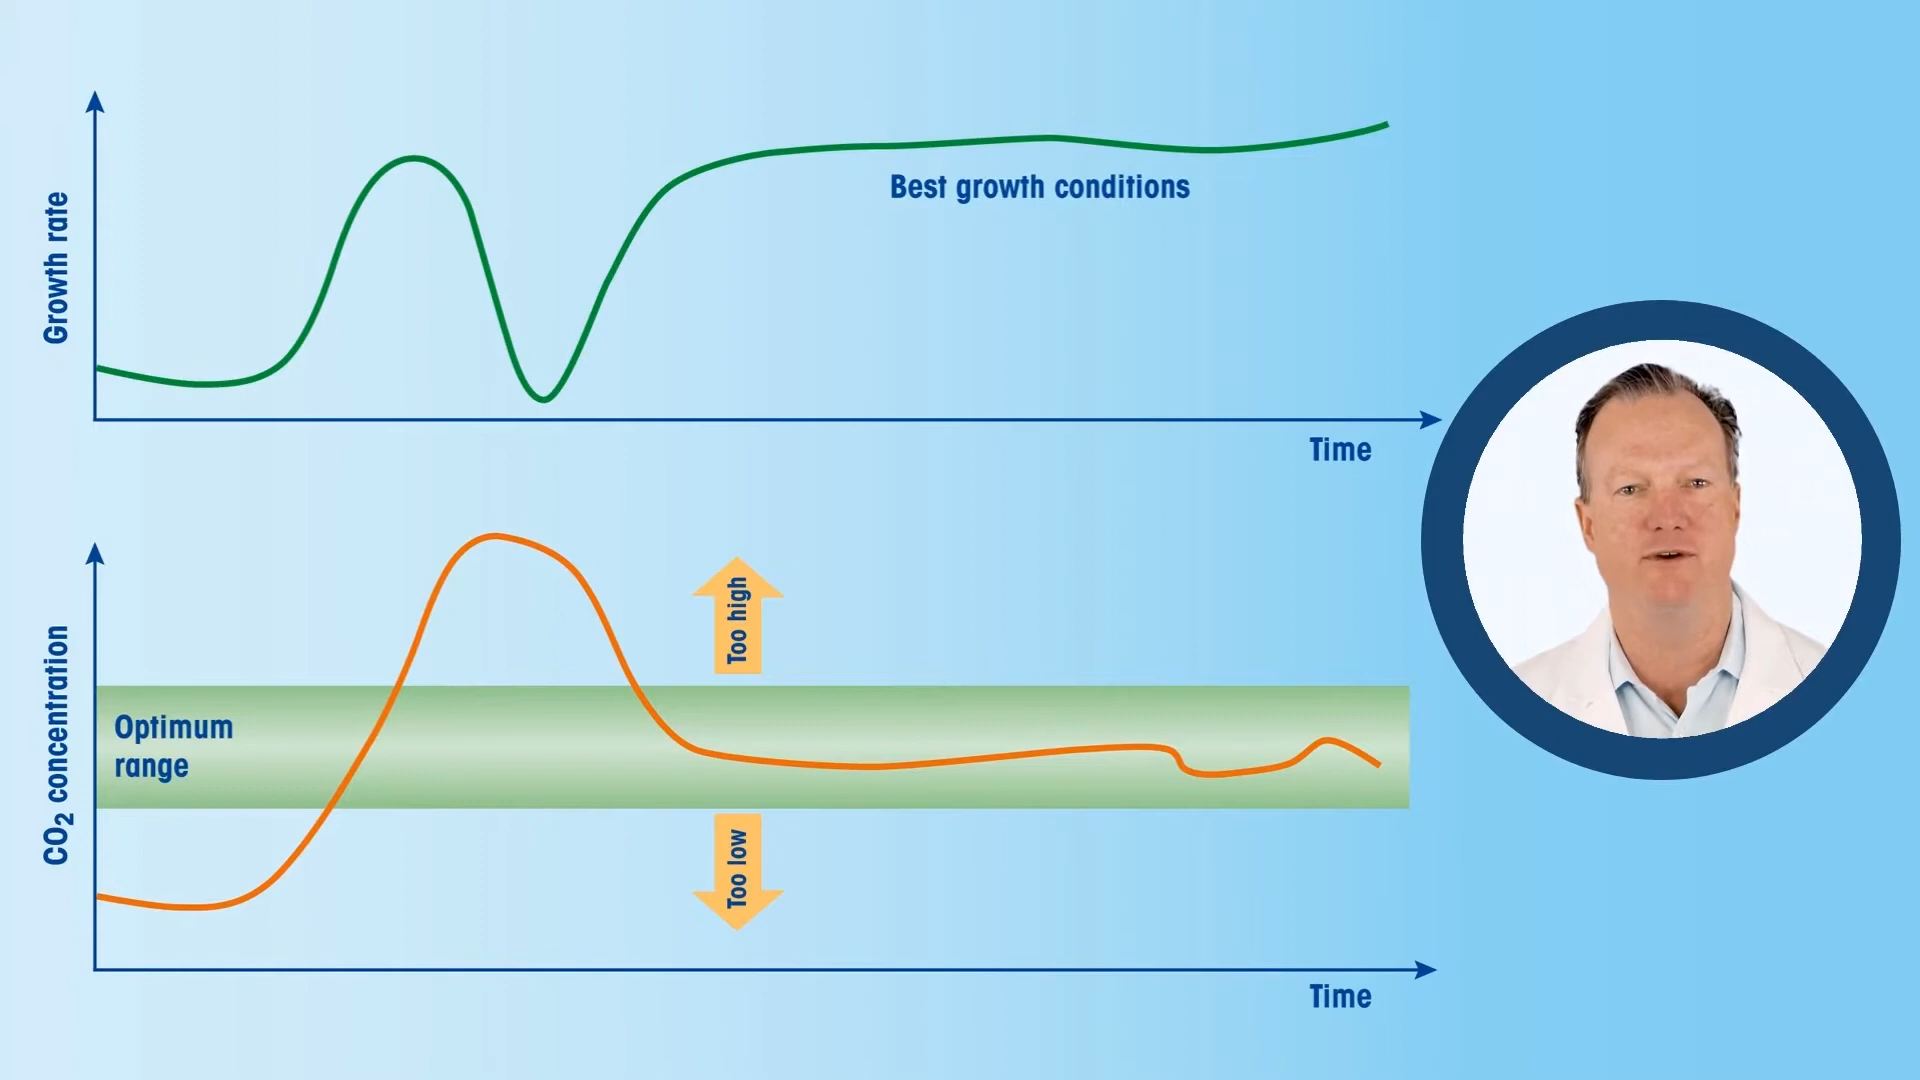 Growth rate
Best growth conditions
Time
CO₂ concentration
Too high
Optimum
range
Too low
Time